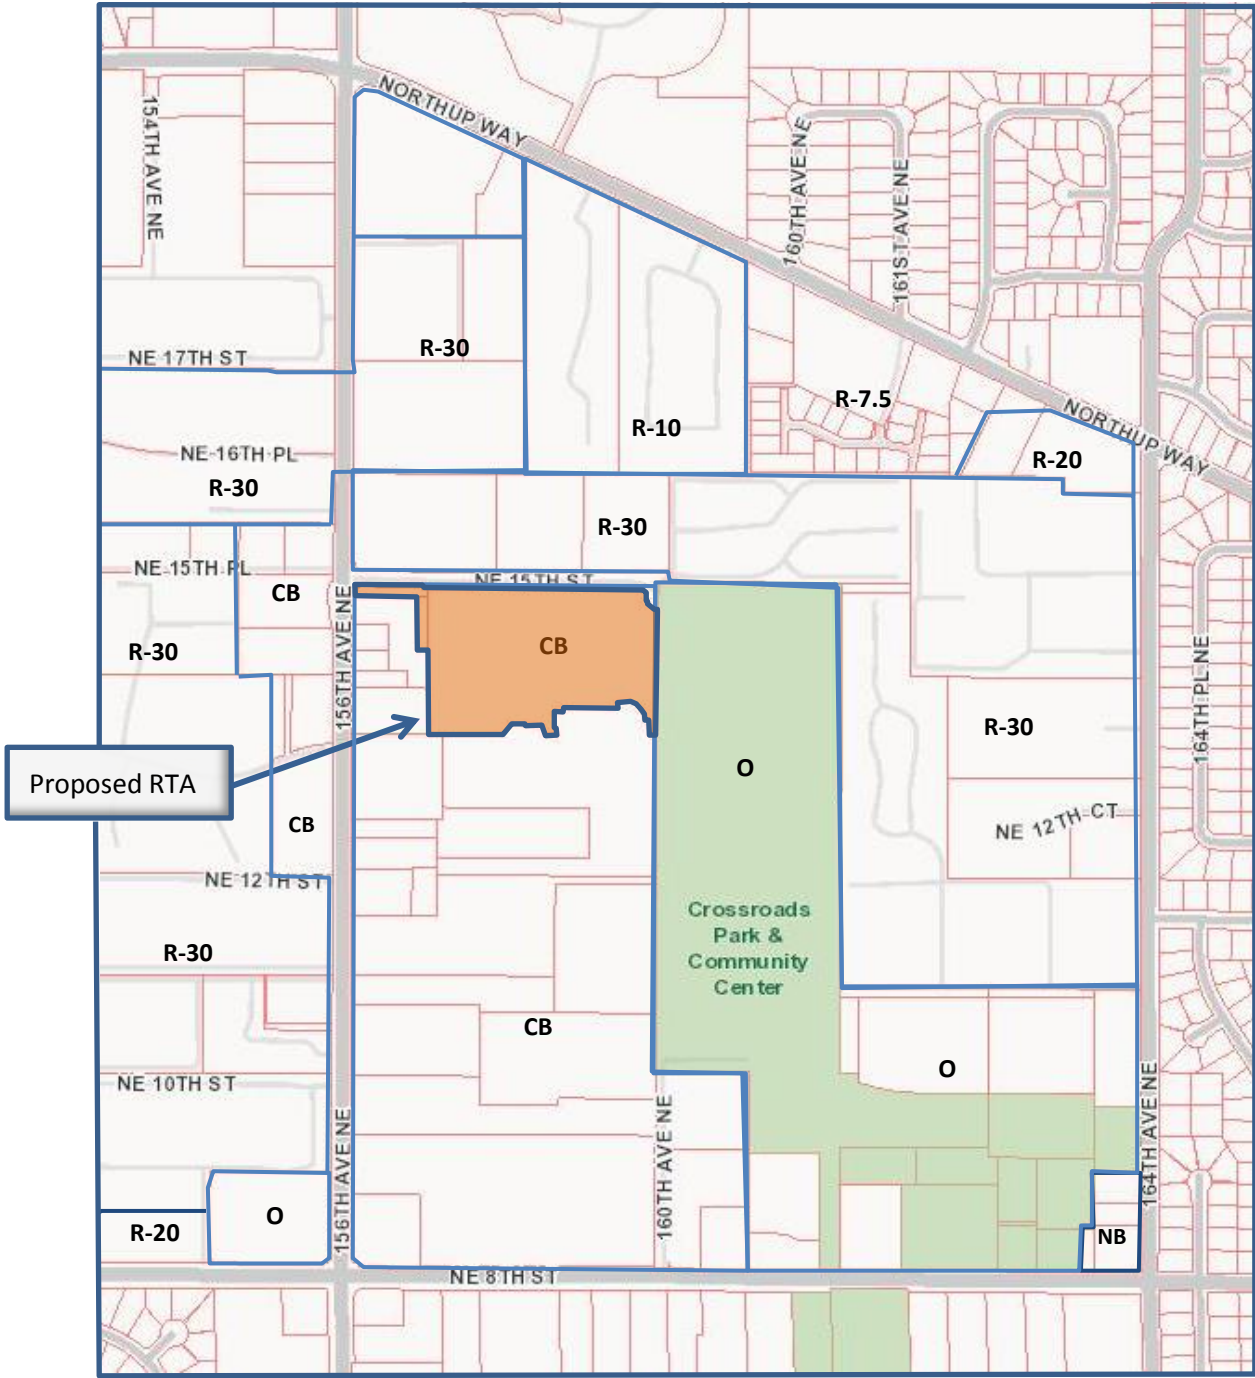 NORTHUP WAY
154TH AVE NE
160TH AVE NE
161ST AVE NE
NE 17TH ST
R-30
R-7.5
R-10
NORTHUP WAY
NE 16TH PL
R-20
R-30
R-30
NE 15TH PL
NE 15TH ST
CB
156TH AVE NE
CB
R-30
164TH PL NE
R-30
O
Proposed RTA
CB
NE 12TH CT
NE 12TH ST
Crossroads
Park &
Community
Center
R-30
CB
O
NE 10TH ST
156TH AVE NE
160TH AVE NE
164TH AVE NE
O
R-20
NB
NE 8TH ST